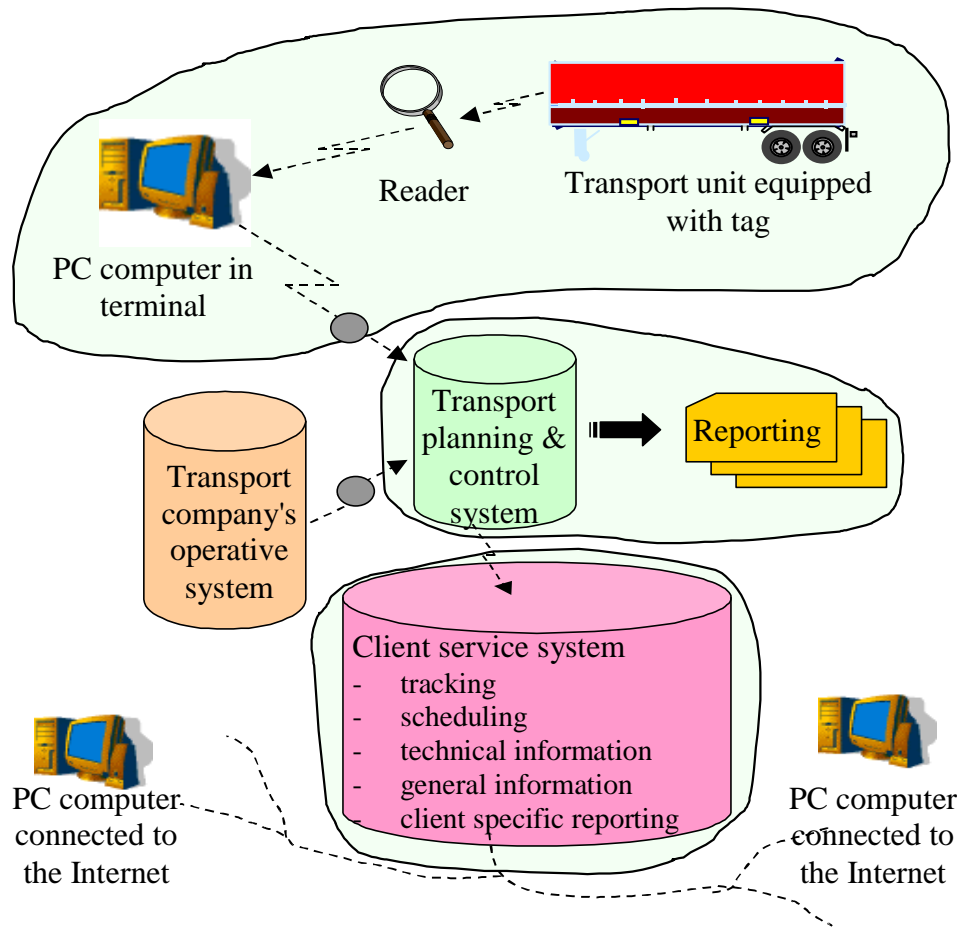 Reader
Transport unit equipped
with tag
PC computer in
terminal
Transport
planning &
control
system
Reporting
Transport
company's
operative
system
Client service system
- tracking
- scheduling
- technical information
- general information
- client specific reporting
PC computer
connected to
the Internet
PC computer
connected to
the Internet